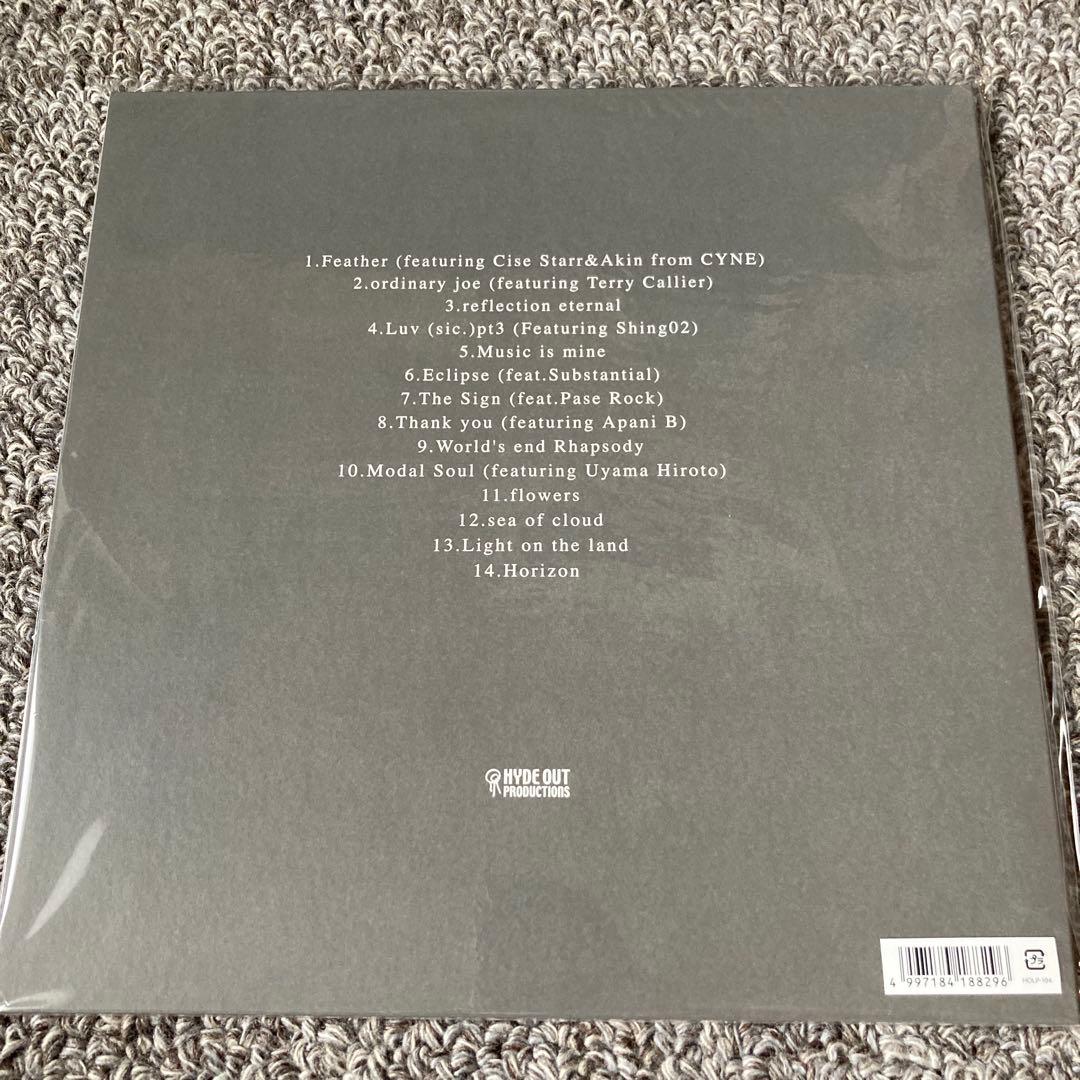 1.Feather (featuring Cise Starr&Akin from CYNE)
2.ordinary joe (featuring Terry Callier)
3.reflection eternal
4.Luv (sic.)pt3 (Featuring Shing02)
5.Music is mine
6.Eclipse (feat.Substantial)
7.The Sign (feat.Pase Rock)
8.Thank you (featuring Apani B)
9.World's end Rhapsody
10.Modal Soul (featuring Uyama Hiroto)
11.flowers
12.sea of cloud
13.Light on the land
14.Horizon
HYDE OUT
PRODUCTIONS
プラ
4 997184 188296